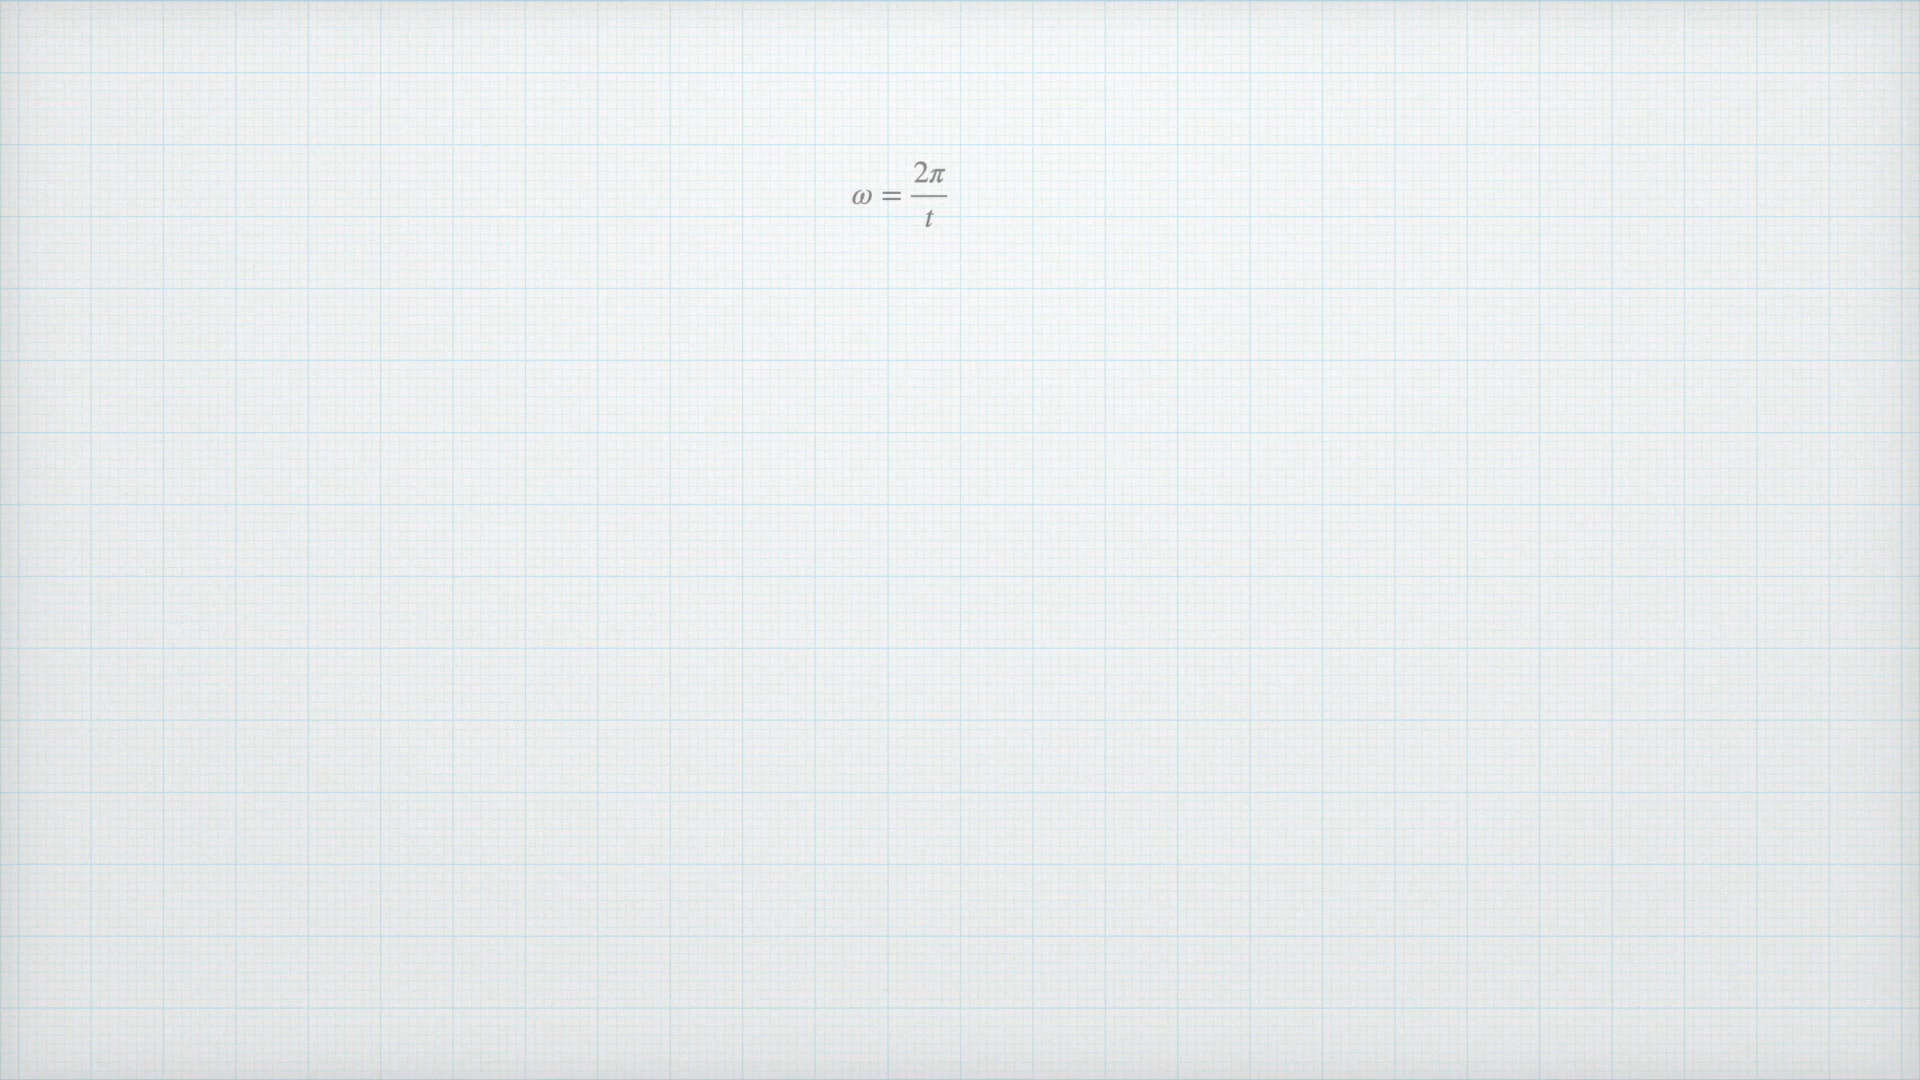 ω = 2π/t